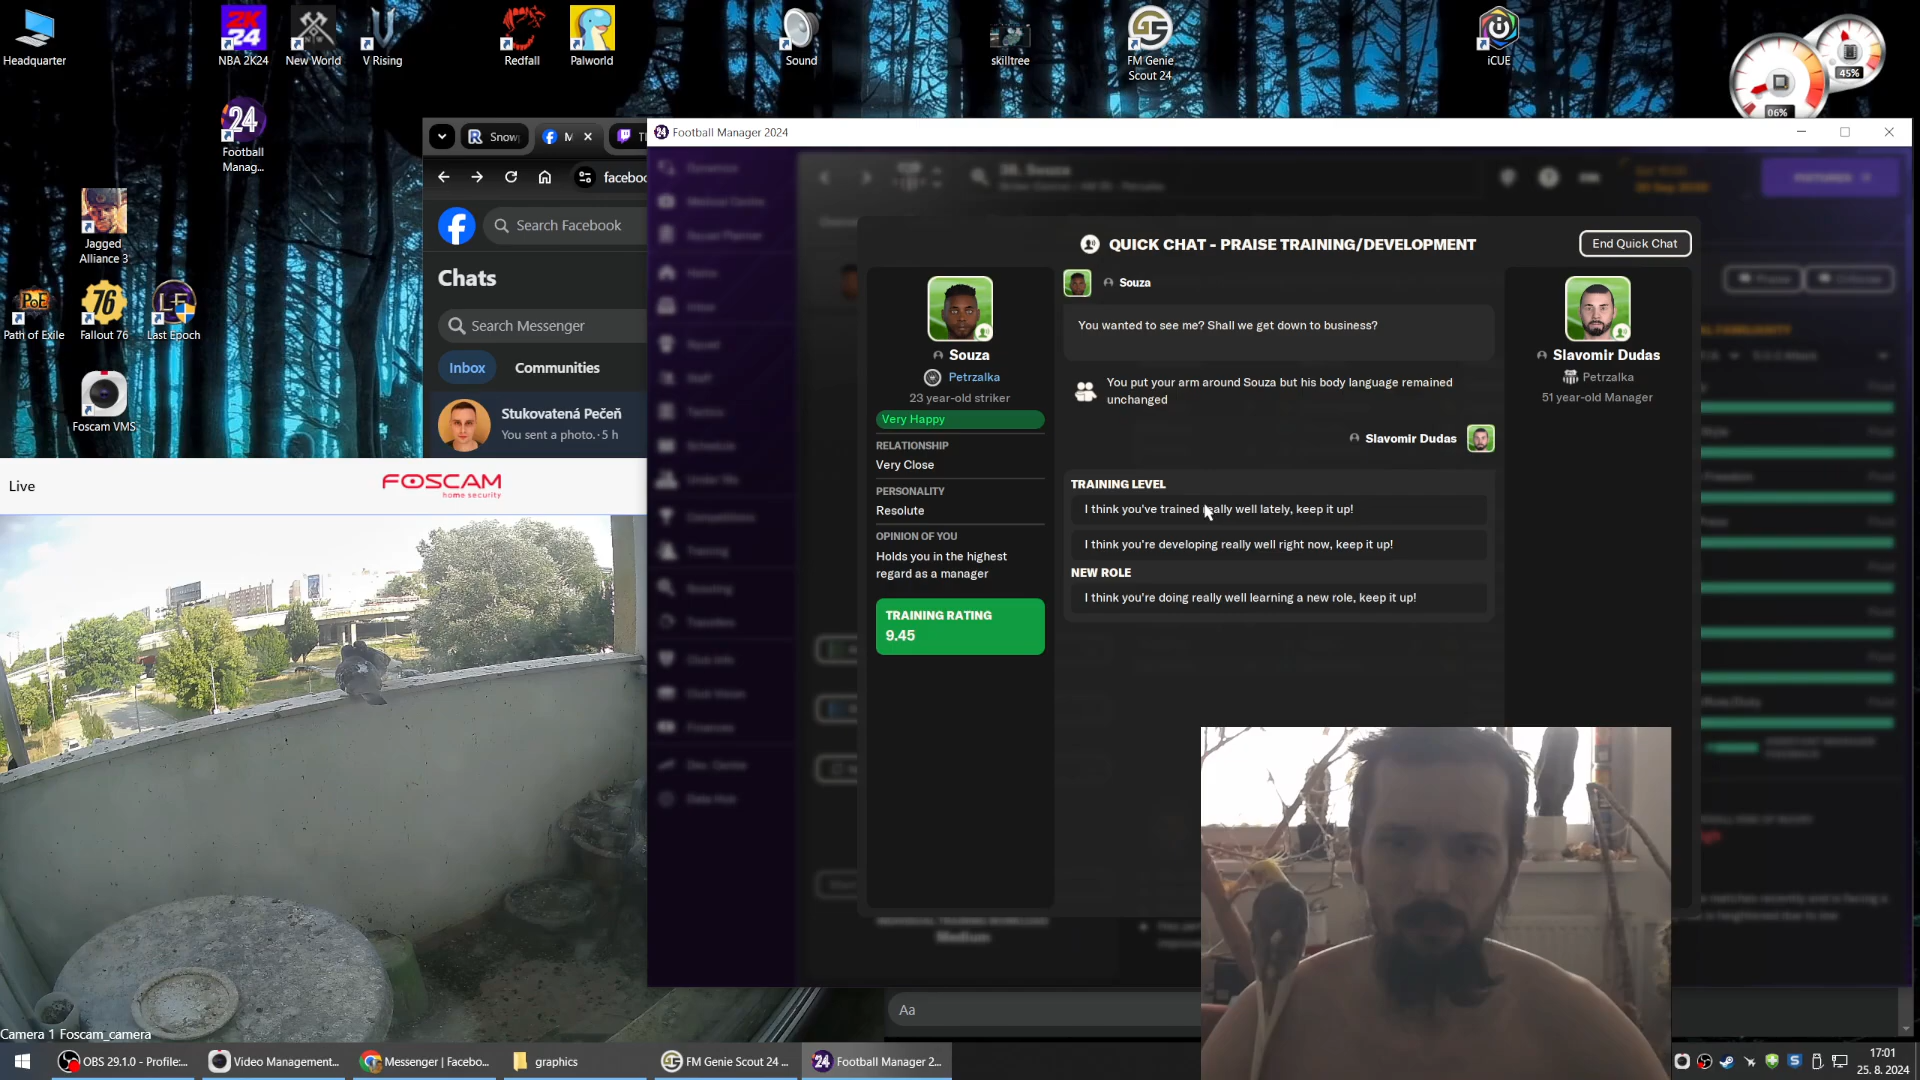 Headquarter
NBA 2K24
New World
V Rising
Redfall
Palworld
Sound
skilltree
FM Genie
Scout 24
iCUE
45%
06%
Football
Manag...
Jagged
Alliance 3
Path of Exile
Fallout 76
Last Epoch
Foscam VMS
Snow
M
Football Manager 2024
facebo
Search Facebook
Chats
Search Messenger
Inbox
Communities
Stukovatená Pečeň
You sent a photo. · 5 h
Live
FOSCAM
home security
Camera 1 Foscam_camera
QUICK CHAT - PRAISE TRAINING/DEVELOPMENT
End Quick Chat
Souza
Petrzalka
23 year-old striker
Very Happy
RELATIONSHIP
Very Close
PERSONALITY
Resolute
OPINION OF YOU
Holds you in the highest
regard as a manager
TRAINING RATING
9.45
Souza
You wanted to see me? Shall we get down to business?
You put your arm around Souza but his body language remained
unchanged
Slavomir Dudas
TRAINING LEVEL
I think you've trained really well lately, keep it up!
I think you're developing really well right now, keep it up!
NEW ROLE
I think you're doing really well learning a new role, keep it up!
Slavomir Dudas
Petrzalka
51 year-old Manager
Medium
Aa
OBS 29.1.0 - Profile:...
Video Management...
Messenger | Facebo...
graphics
FM Genie Scout 24 ...
Football Manager 2...
17:01
25. 8. 2024